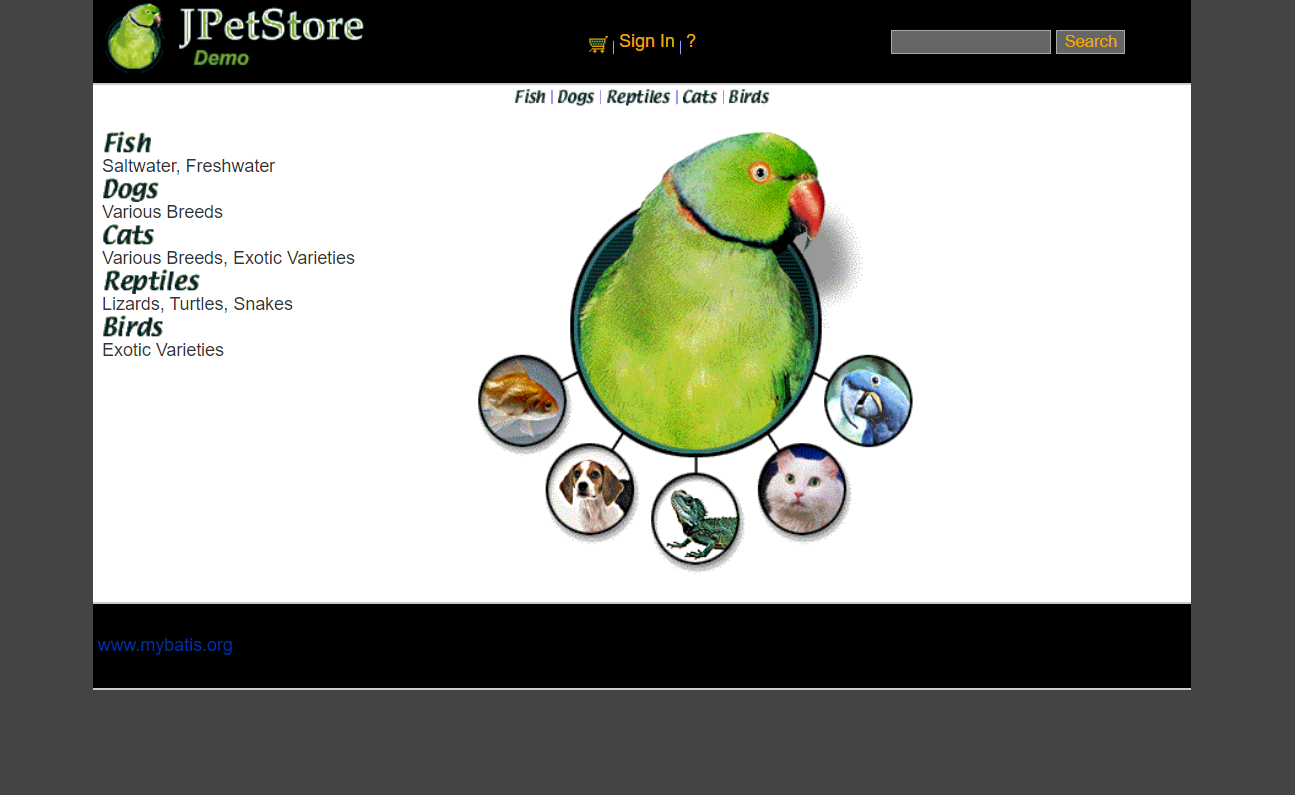 JPetStore
Demo
Sign In ?
Search
Fish | Dogs | Reptiles | Cats | Birds
Fish
Saltwater, Freshwater
Dogs
Various Breeds
Cats
Various Breeds, Exotic Varieties
Reptiles
Lizards, Turtles, Snakes
Birds
Exotic Varieties
www.mybatis.org